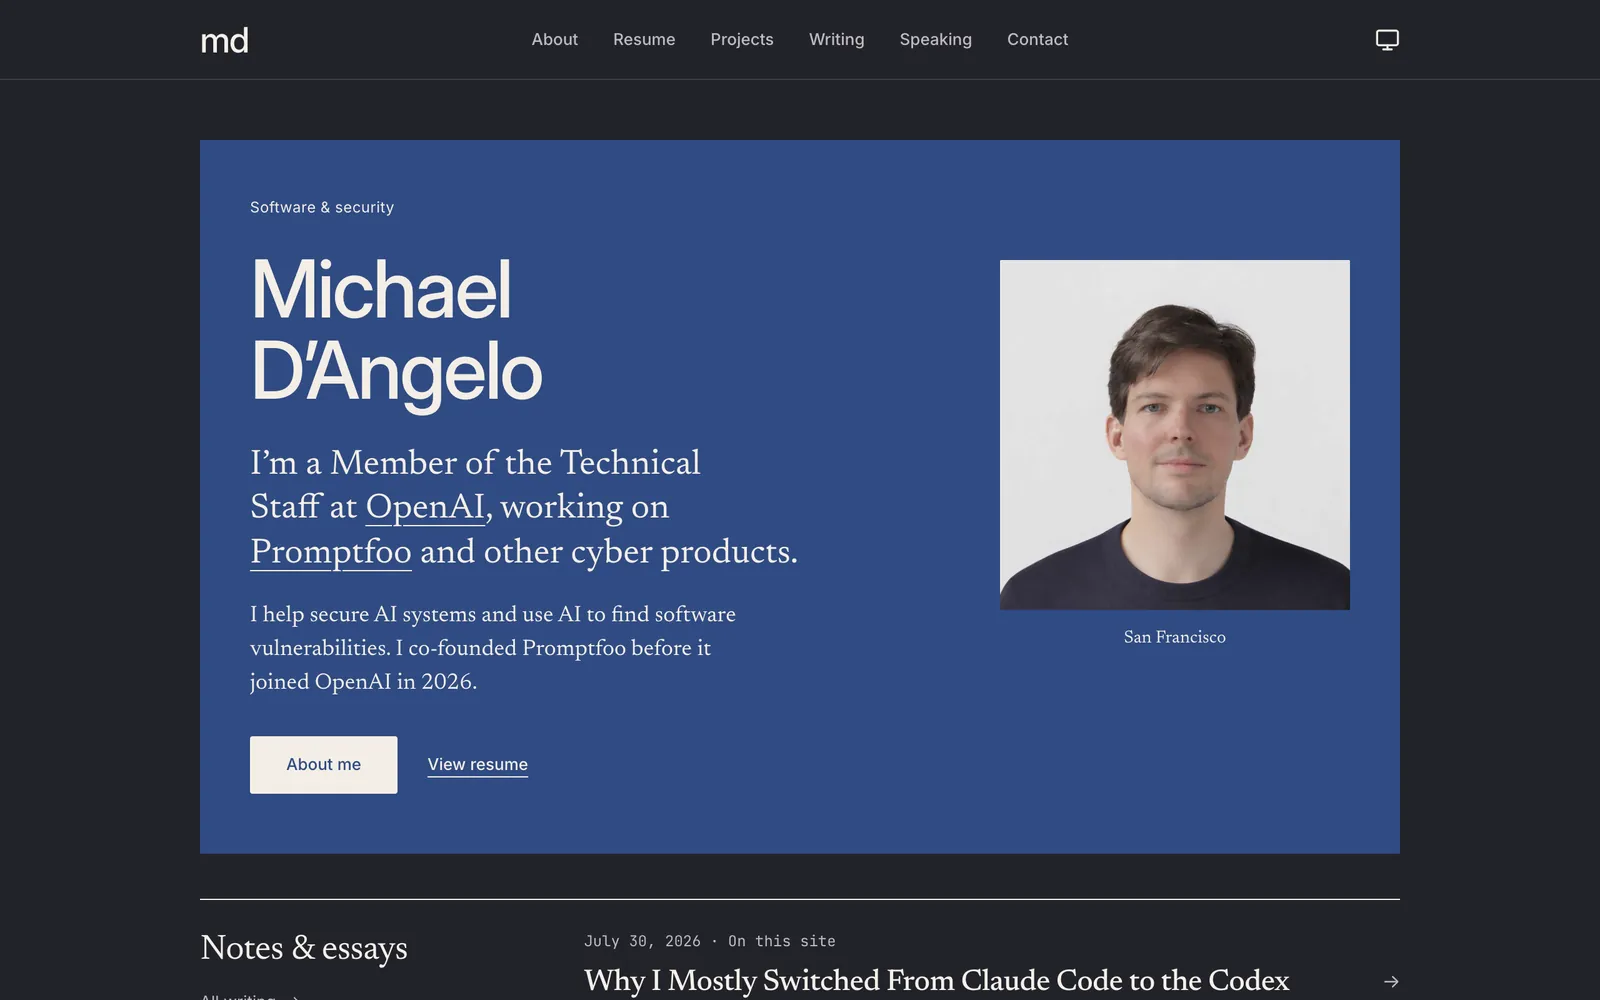 md
About
Resume
Projects
Writing
Speaking
Contact
Software & security
Michael
D’Angelo
I’m a Member of the Technical
Staff at OpenAI, working on
Promptfoo and other cyber products.
I help secure AI systems and use AI to find software
vulnerabilities. I co-founded Promptfoo before it
joined OpenAI in 2026.
About me
View resume
San Francisco
Notes & essays
All writing →
July 30, 2026 · On this site
Why I Mostly Switched From Claude Code to the Codex
→